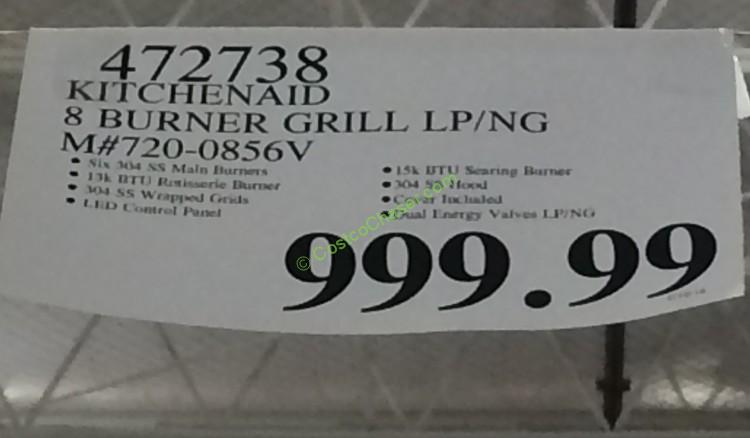 472738
KITCHENAID
8 BURNER GRILL LP/NG
M#720-0856V
• Six 304 SS Main Burners
• 13k BTU Rotisserie Burner
• 304 SS Wrapped Grids
• LED Control Panel
• 15k BTU Searing Burner
• 304 SS Hood
• Cover Included
• Dual Energy Valves LP/NG
© CostcoChaser.com
999.99